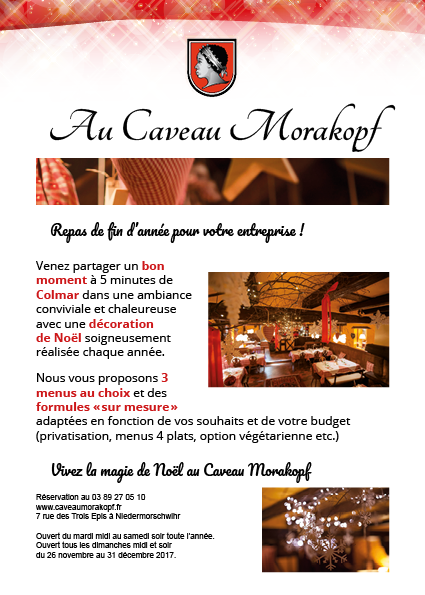 Au Caveau Morakopf
Repas de fin d'année pour votre entreprise !
Venez partager un bon
moment à 5 minutes de
Colmar dans une ambiance
conviviale et chaleureuse
avec une décoration
de Noël soigneusement
réalisée chaque année.
Nous vous proposons 3
menus au choix et des
formules «sur mesure»
adaptées en fonction de vos souhaits et de votre budget
(privatisation, menus 4 plats, option végétarienne etc.)
Vivez la magie de Noël au Caveau Morakopf
Réservation au 03 89 27 05 10
www.caveaumorakopf.fr
7 rue des Trois Epis à Niedermorschwihr
Ouvert du mardi midi au samedi soir toute l'année.
Ouvert tous les dimanches midi et soir
du 26 novembre au 31 décembre 2017.